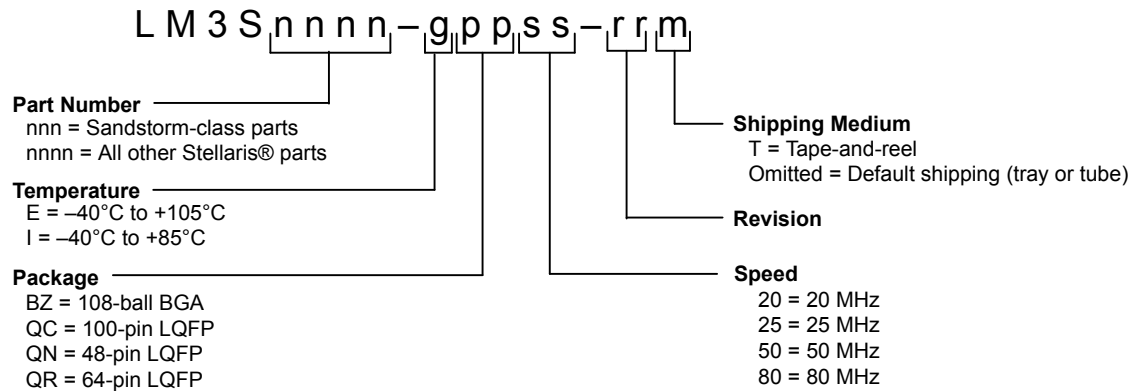 L M 3 S n n n n – g p p s s – r r m
Part Number
nnn = Sandstorm-class parts
nnnn = All other Stellaris® parts
Temperature
E = –40°C to +105°C
I = –40°C to +85°C
Package
BZ = 108-ball BGA
QC = 100-pin LQFP
QN = 48-pin LQFP
QR = 64-pin LQFP
Shipping Medium
T = Tape-and-reel
Omitted = Default shipping (tray or tube)
Revision
Speed
20 = 20 MHz
25 = 25 MHz
50 = 50 MHz
80 = 80 MHz